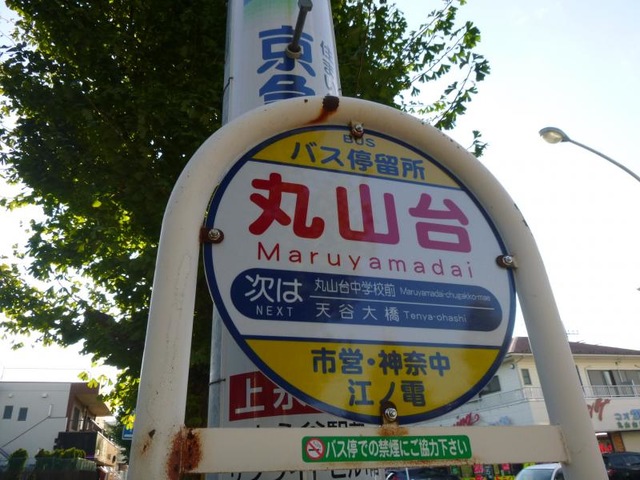 京急
BUS
バス停留所
丸山台
Maruyamadai
次は
NEXT
丸山台中学校前 Maruyamadai-chugakko-mae
天谷大橋 Tenya-ohashi
市営・神奈中
江ノ電
バス停での禁煙にご協力下さい